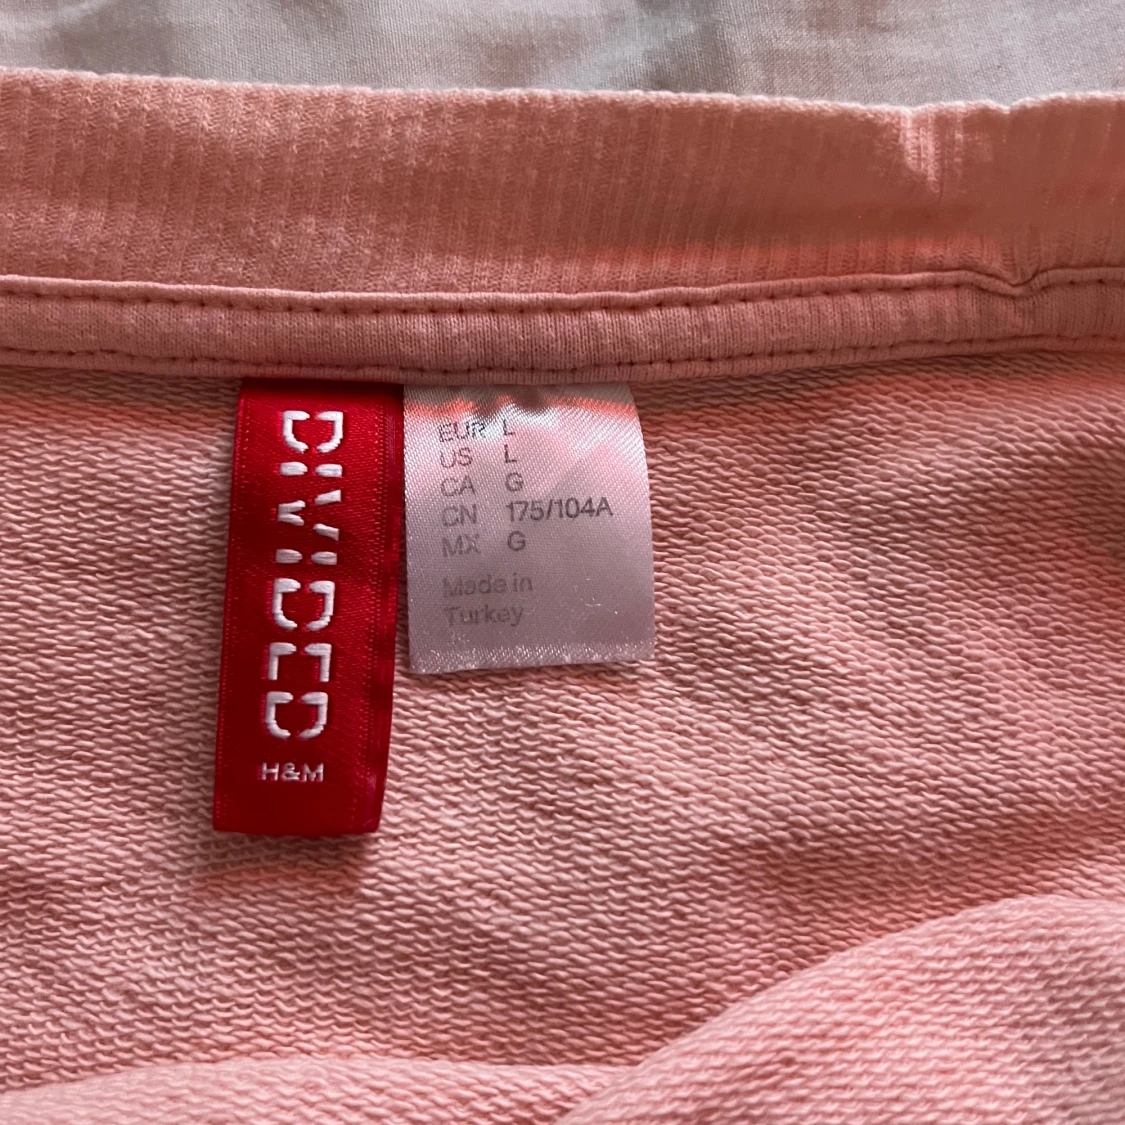 DIVIDED
H&M
EUR L
US L
CA G
CN 175/104A
MX G
Made in
Turkey